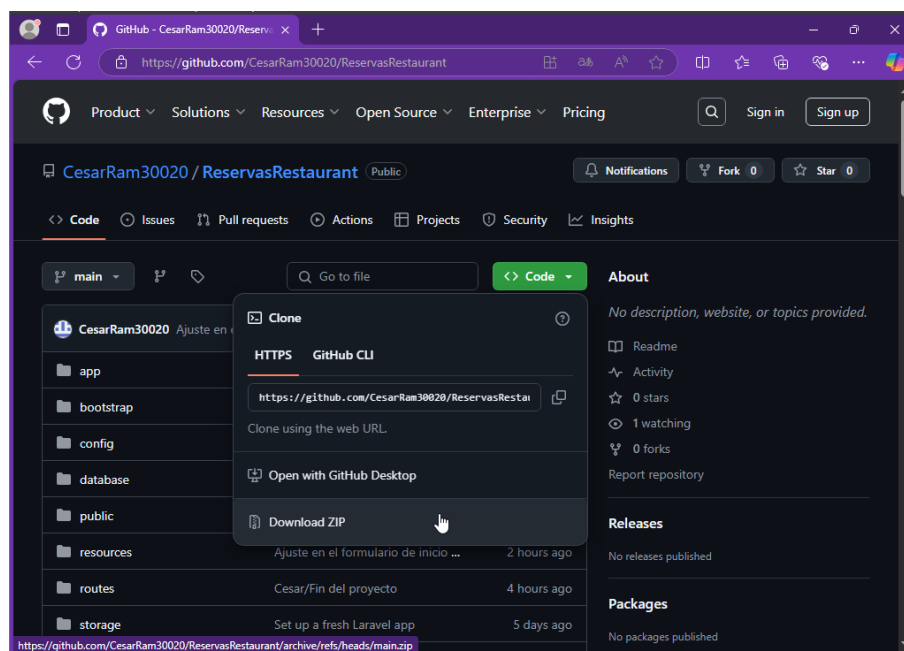 GitHub - CesarRam30020/Reserva
https://github.com/CesarRam30020/ReservasRestaurant
Product Solutions Resources Open Source Enterprise Pricing Sign in Sign up
CesarRam30020 / ReservasRestaurant Public Notifications Fork 0 Star 0
Code Issues Pull requests Actions Projects Security Insights
main Go to file Code
CesarRam30020 Ajuste en
app
bootstrap
config
database
public
resources Ajuste en el formulario de inicio ... 2 hours ago
routes Cesar/Fin del proyecto 4 hours ago
storage Set up a fresh Laravel app 5 days ago
Clone
HTTPS GitHub CLI
https://github.com/CesarRam30020/ReservasRestau
Clone using the web URL.
Open with GitHub Desktop
Download ZIP
About
No description, website, or topics provided.
Readme
Activity
0 stars
1 watching
0 forks
Report repository
Releases
No releases published
Packages
No packages published
https://github.com/CesarRam30020/ReservasRestaurant/archive/refs/heads/main.zip